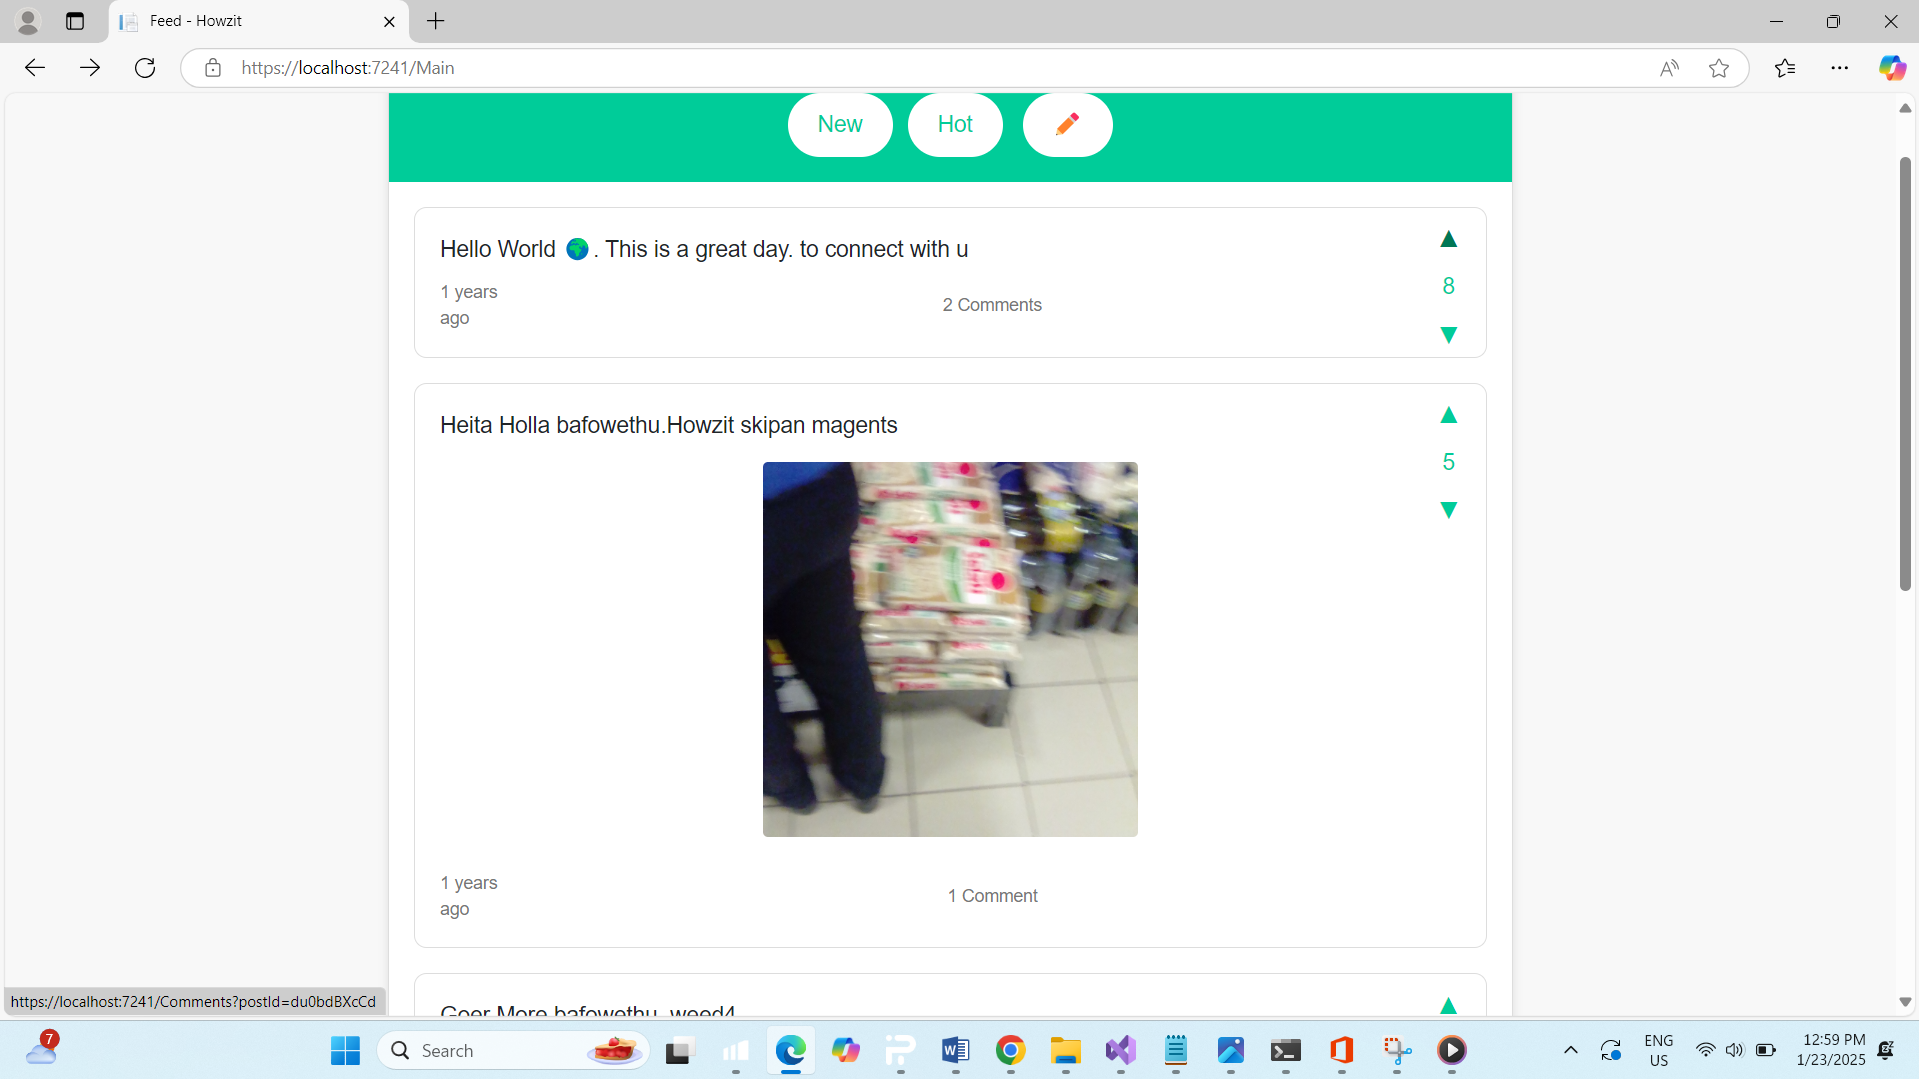 Feed - Howzit
https://localhost:7241/Main
New
Hot
Hello World 🌍. This is a great day. to connect with u
1 years
ago
2 Comments
8
Heita Holla bafowethu.Howzit skipan magents
5
1 years
ago
1 Comment
Goer More bafowethu. weed4
https://localhost:7241/Comments?postId=du0bdBXcCd
7
Search
ENG
US
12:59 PM
1/23/2025